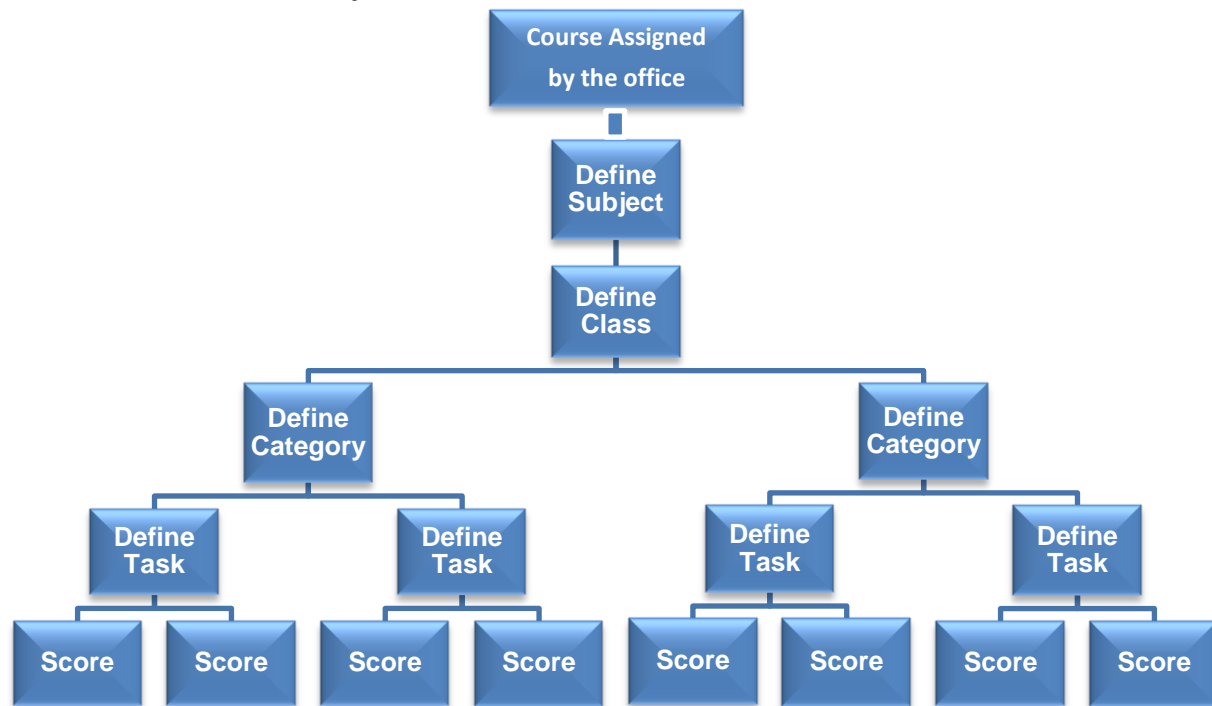 Course Assigned
by the office
Define
Subject
Define
Class
Define
Category
Define
Category
Define
Task
Define
Task
Define
Task
Define
Task
Score
Score
Score
Score
Score
Score
Score
Score